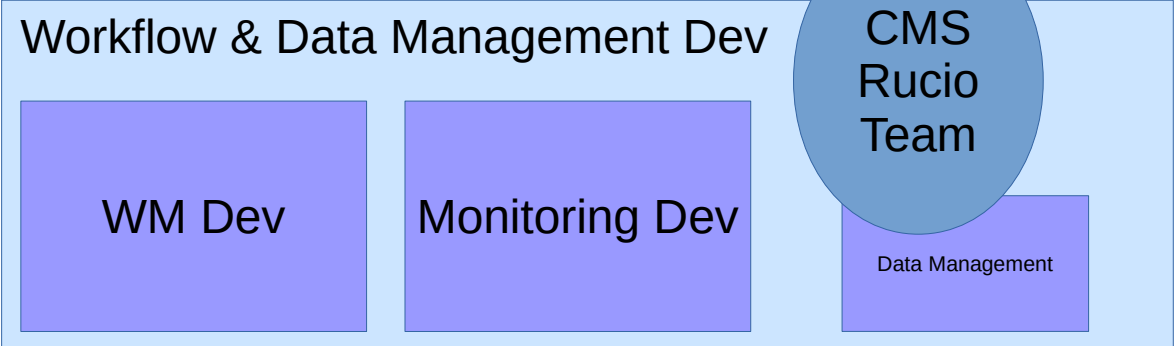 Workflow & Data Management Dev
CMS
Rucio
Team
WM Dev
Monitoring Dev
Data Management